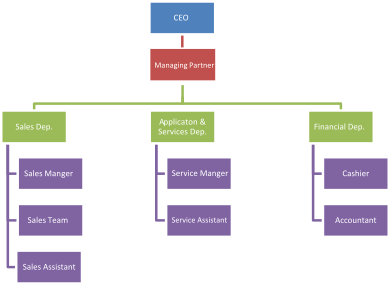 CEO
Managing Partner
Sales Dep.
Applicaton &
Services Dep.
Financial Dep.
Sales Manger
Service Manger
Cashier
Sales Team
Service Assistant
Accountant
Sales Assistant